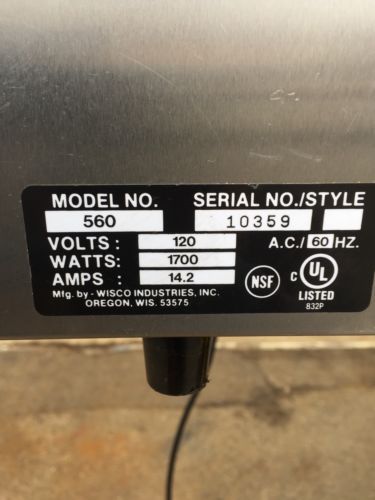 MODEL NO. SERIAL NO./STYLE
560 10359
VOLTS : 120 A.C./ 60 HZ.
WATTS: 1700
AMPS : 14.2
Mfg. by - WISCO INDUSTRIES, INC.
OREGON, WIS. 53575
NSF
C UL
LISTED
832P